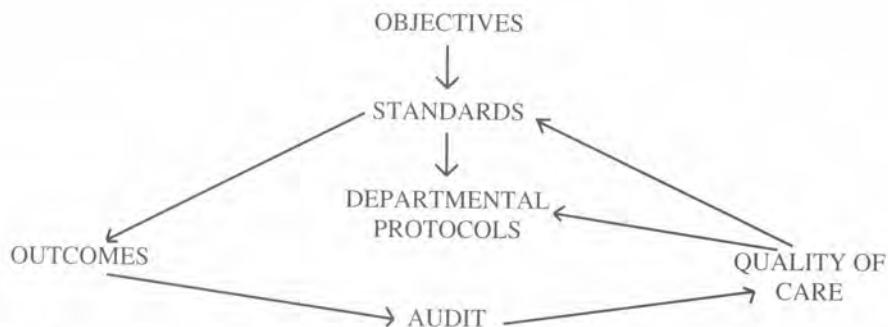 OBJECTIVES
STANDARDS
DEPARTMENTAL
PROTOCOLS
OUTCOMES
QUALITY OF
CARE
AUDIT